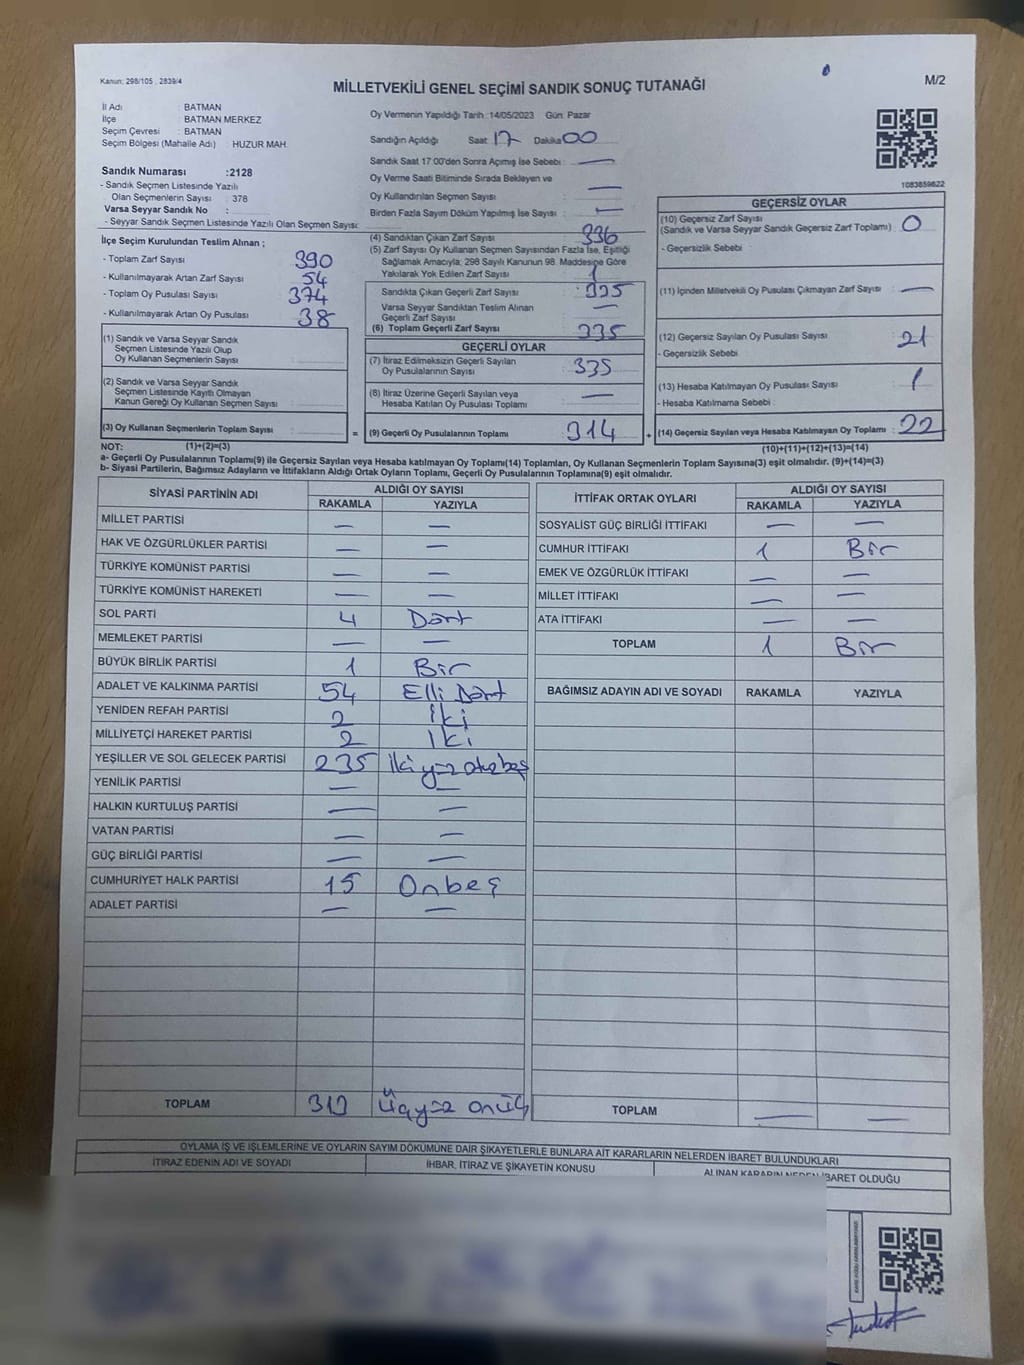 Kanun: 298/105 , 2839/4
MİLLETVEKİLİ GENEL SEÇİMİ SANDIK SONUÇ TUTANAĞI
M/2
İl Adı : BATMAN
İlçe : BATMAN MERKEZ
Seçim Çevresi : BATMAN
Seçim Bölgesi (Mahalle Adı) : HUZUR MAH.
Sandık Numarası :2128
- Sandık Seçmen Listesinde Yazılı
Olan Seçmenlerin Sayısı : 378
Varsa Seyyar Sandık No :
- Seyyar Sandık Seçmen Listesinde Yazılı Olan Seçmen Sayısı:
İlçe Seçim Kurulundan Teslim Alınan ;
- Toplam Zarf Sayısı 390
- Kullanılmayarak Artan Zarf Sayısı 54
- Toplam Oy Pusulası Sayısı 374
- Kullanılmayarak Artan Oy Pusulası 38
(1) Sandık ve Varsa Seyyar Sandık
Seçmen Listesinde Yazılı Olup
Oy Kullanan Seçmenlerin Sayısı :
(2) Sandık ve Varsa Seyyar Sandık
Seçmen Listesinde Kayıtlı Olmayan
Kanun Gereği Oy Kullanan Seçmen Sayısı :
(3) Oy Kullanan Seçmenlerin Toplam Sayısı :
Oy Vermenin Yapıldığı Tarih :14/05/2023 Gün: Pazar
Sandığın Açıldığı Saat 17 Dakika 00
Sandık Saat 17:00'den Sonra Açımış İse Sebebi : —
Oy Verme Saati Bitiminde Sırada Bekleyen ve
Oy Kullandırılan Seçmen Sayısı : —
Birden Fazla Sayım Döküm Yapılmış İse Sayısı : —
(4) Sandıktan Çıkan Zarf Sayısı : 336
(5) Zarf Sayısı Oy Kullanan Seçmen Sayısından Fazla İse, Eşitliği
Sağlamak Amacıyla; 298 Sayılı Kanunun 98. Maddesine Göre
Yakılarak Yok Edilen Zarf Sayısı : 1
Sandıkta Çıkan Geçerli Zarf Sayısı : 335
Varsa Seyyar Sandıktan Teslim Alınan
Geçerli Zarf Sayısı : —
(6) Toplam Geçerli Zarf Sayısı : 335
GEÇERLİ OYLAR
(7) İtiraz Edilmeksizin Geçerli Sayılan
Oy Pusulalarının Sayısı : 335
(8) İtiraz Üzerine Geçerli Sayılan veya
Hesaba Katılan Oy Pusulası Toplamı : —
= (9) Geçerli Oy Pusulalarının Toplamı : 314
1083859622
GEÇERSİZ OYLAR
(10) Geçersiz Zarf Sayısı
(Sandık ve Varsa Seyyar Sandık Geçersiz Zarf Toplamı) : 0
- Geçersizlik Sebebi :
(11) İçinden Milletvekili Oy Pusulası Çıkmayan Zarf Sayısı : —
(12) Geçersiz Sayılan Oy Pusulası Sayısı : 21
- Geçersizlik Sebebi
(13) Hesaba Katılmayan Oy Pusulası Sayısı : 1
- Hesaba Katılmama Sebebi :
+ (14) Geçersiz Sayılan veya Hesaba Katılmayan Oy Toplamı : 22
NOT: (1)+(2)=(3)
(10)+(11)+(12)+(13)=(14)
a- Geçerli Oy Pusulalarının Toplamı(9) ile Geçersiz Sayılan veya Hesaba katılmayan Oy Toplamı(14) Toplamları, Oy Kullanan Seçmenlerin Toplam Sayısına(3) eşit olmalıdır. (9)+(14)=(3)
b- Siyasi Partilerin, Bağımsız Adayların ve İttifakların Aldığı Ortak Oyların Toplamı, Geçerli Oy Pusulalarının Toplamına(9) eşit olmalıdır.
SİYASİ PARTİNİN ADI ALDIĞI OY SAYISI
RAKAMLA YAZIYLA
MİLLET PARTİSİ — —
HAK VE ÖZGÜRLÜKLER PARTİSİ — —
TÜRKİYE KOMÜNİST PARTİSİ — —
TÜRKİYE KOMÜNİST HAREKETİ — —
SOL PARTİ 4 Dört
MEMLEKET PARTİSİ — —
BÜYÜK BİRLİK PARTİSİ 1 Bir
ADALET VE KALKINMA PARTİSİ 54 Elli Dört
YENİDEN REFAH PARTİSİ 2 İki
MİLLİYETÇİ HAREKET PARTİSİ 2 İki
YEŞİLLER VE SOL GELECEK PARTİSİ 235 İkiyüz otuzbeş
YENİLİK PARTİSİ — —
HALKIN KURTULUŞ PARTİSİ — —
VATAN PARTİSİ — —
GÜÇ BİRLİĞİ PARTİSİ — —
CUMHURİYET HALK PARTİSİ 15 Onbeş
ADALET PARTİSİ — —
TOPLAM 313 Üçyüz onüç
İTTİFAK ORTAK OYLARI ALDIĞI OY SAYISI
RAKAMLA YAZIYLA
SOSYALİST GÜÇ BİRLİĞİ İTTİFAKI — —
CUMHUR İTTİFAKI 1 Bir
EMEK VE ÖZGÜRLÜK İTTİFAKI — —
MİLLET İTTİFAKI — —
ATA İTTİFAKI — —
TOPLAM 1 Bir
BAĞIMSIZ ADAYIN ADI VE SOYADI RAKAMLA YAZIYLA
TOPLAM — —
OYLAMA İŞ VE İŞLEMLERİNE VE OYLARIN SAYIM DÖKÜMÜNE DAİR ŞİKAYETLERLE BUNLARA AİT KARARLARIN NELERDEN İBARET BULUNDUKLARI
İTİRAZ EDENİN ADI VE SOYADI İHBAR, İTİRAZ VE ŞİKAYETİN KONUSU ALINAN KARARIN NEDEN İBARET OLDUĞU